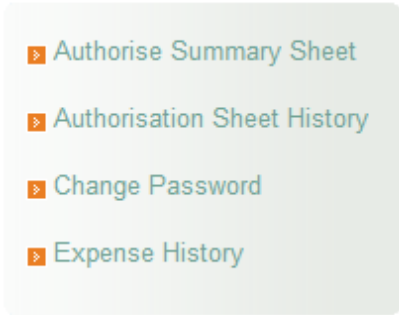 Authorise Summary Sheet
Authorisation Sheet History
Change Password
Expense History